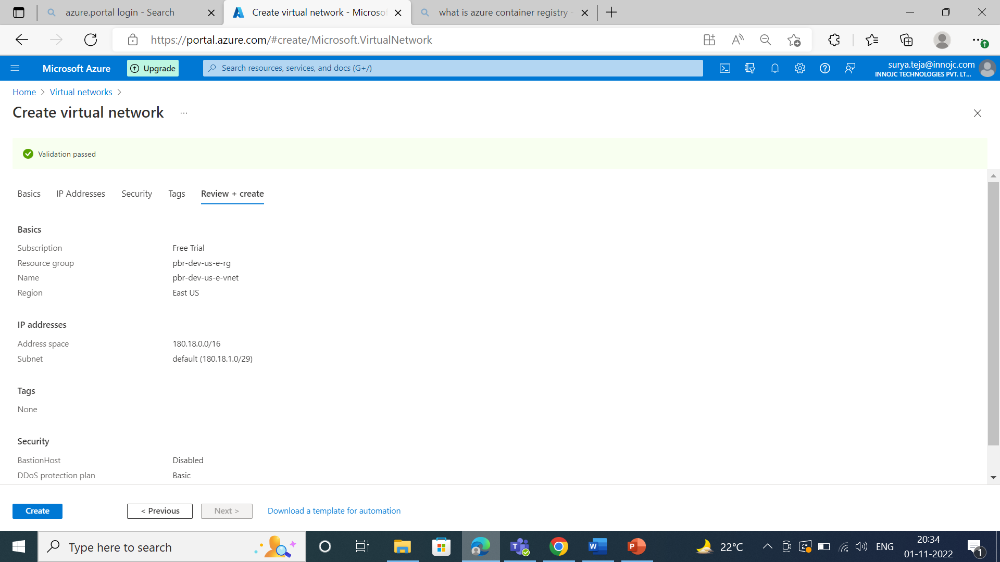 azure.portal login - Search
Create virtual network - Microsof
what is azure container registry -
https://portal.azure.com/#create/Microsoft.VirtualNetwork
Microsoft Azure
Upgrade
Search resources, services, and docs (G+/)
surya.teja@innojc.com
INNOJC TECHNOLOGIES PVT. LT...
Home > Virtual networks >
Create virtual network ...
Validation passed
Basics IP Addresses Security Tags Review + create
Basics
Subscription Free Trial
Resource group pbr-dev-us-e-rg
Name pbr-dev-us-e-vnet
Region East US
IP addresses
Address space 180.18.0.0/16
Subnet default (180.18.1.0/29)
Tags
None
Security
BastionHost Disabled
DDoS protection plan Basic
Create < Previous Next > Download a template for automation
Type here to search
22°C
ENG
20:34
01-11-2022
1